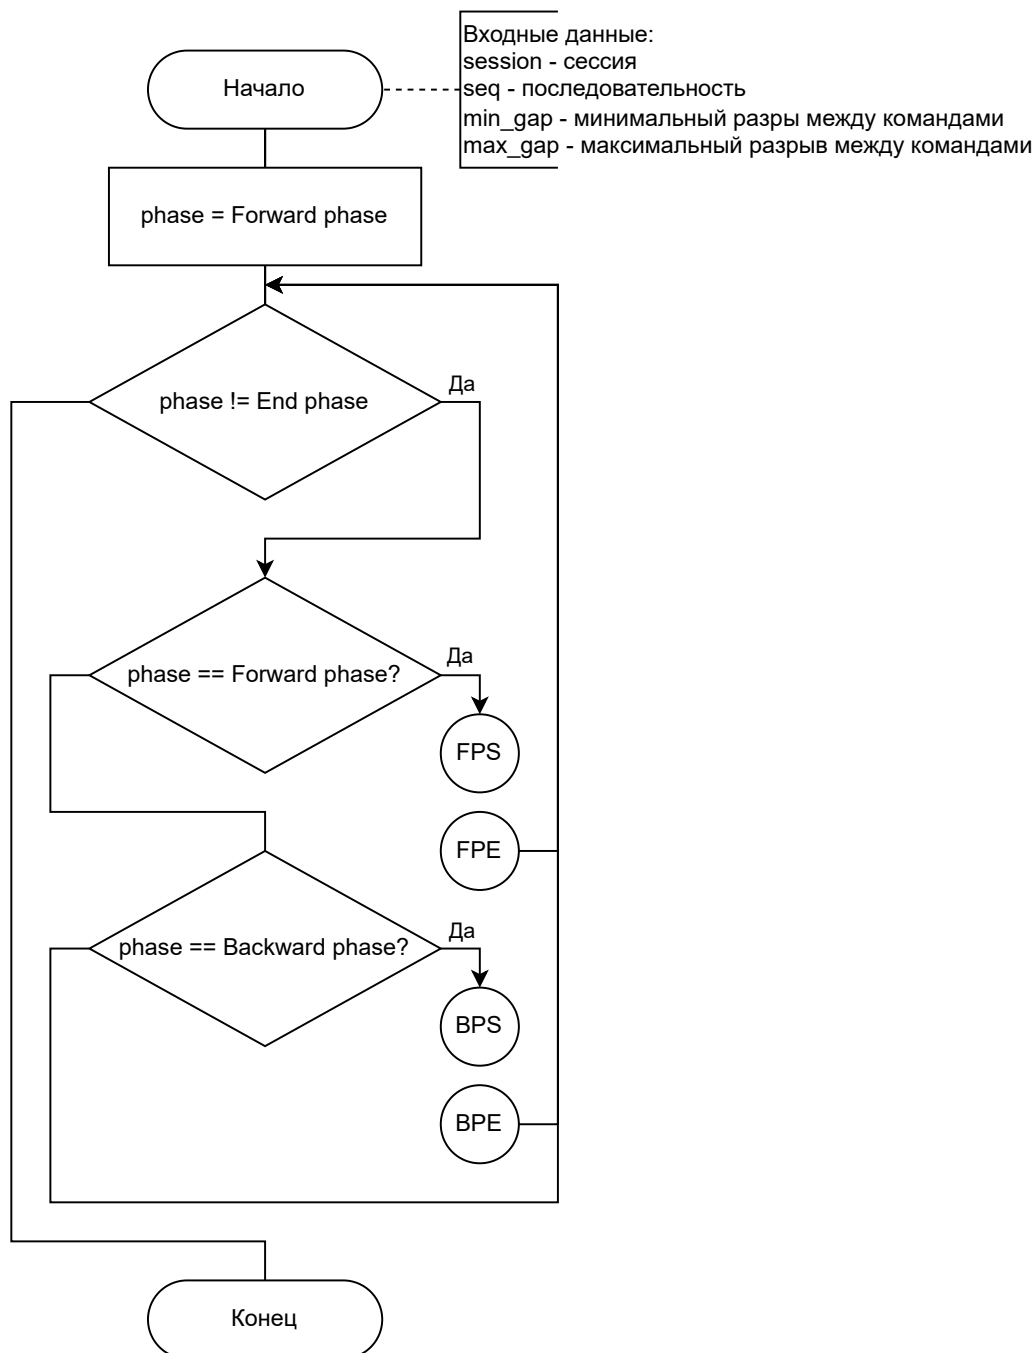 Входные данные:
session - сессия
seq - последовательность
min_gap - минимальный разры между командами
max_gap - максимальный разрыв между командами
Начало
phase = Forward phase
phase != End phase
Да
phase == Forward phase?
Да
FPS
FPE
phase == Backward phase?
Да
BPS
BPE
Конец